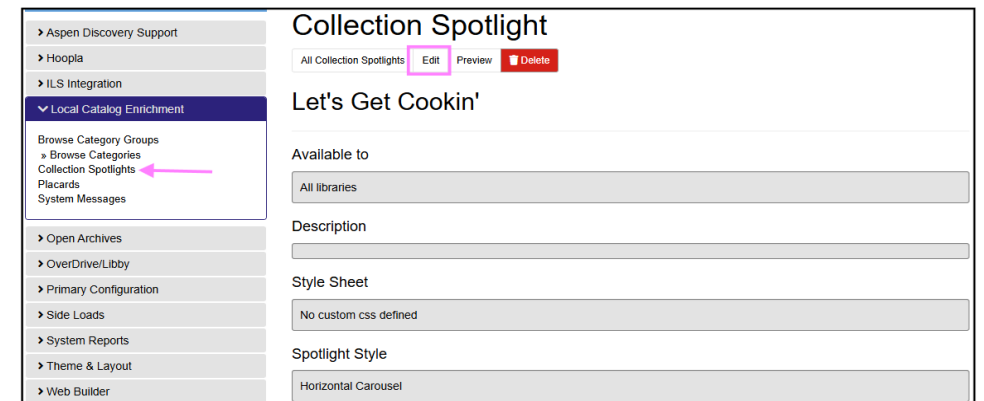 Aspen Discovery Support
Hoopla
ILS Integration
Local Catalog Enrichment
Browse Category Groups
» Browse Categories
Collection Spotlights
Placards
System Messages
Open Archives
OverDrive/Libby
Primary Configuration
Side Loads
System Reports
Theme & Layout
Web Builder
Collection Spotlight
All Collection Spotlights Edit Preview Delete
Let's Get Cookin'
Available to
All libraries
Description
Style Sheet
No custom css defined
Spotlight Style
Horizontal Carousel